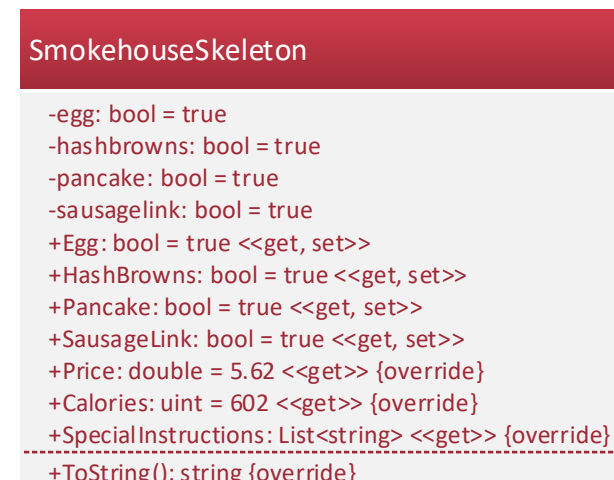 SmokehouseSkeleton
-egg: bool = true
-hashbrowns: bool = true
-pancake: bool = true
-sausagelink: bool = true
+Egg: bool = true <<get, set>>
+HashBrowns: bool = true <<get, set>>
+Pancake: bool = true <<get, set>>
+SausageLink: bool = true <<get, set>>
+Price: double = 5.62 <<get>> {override}
+Calories: uint = 602 <<get>> {override}
+SpecialInstructions: List<string> <<get>> {override}
+ToString(): string {override}